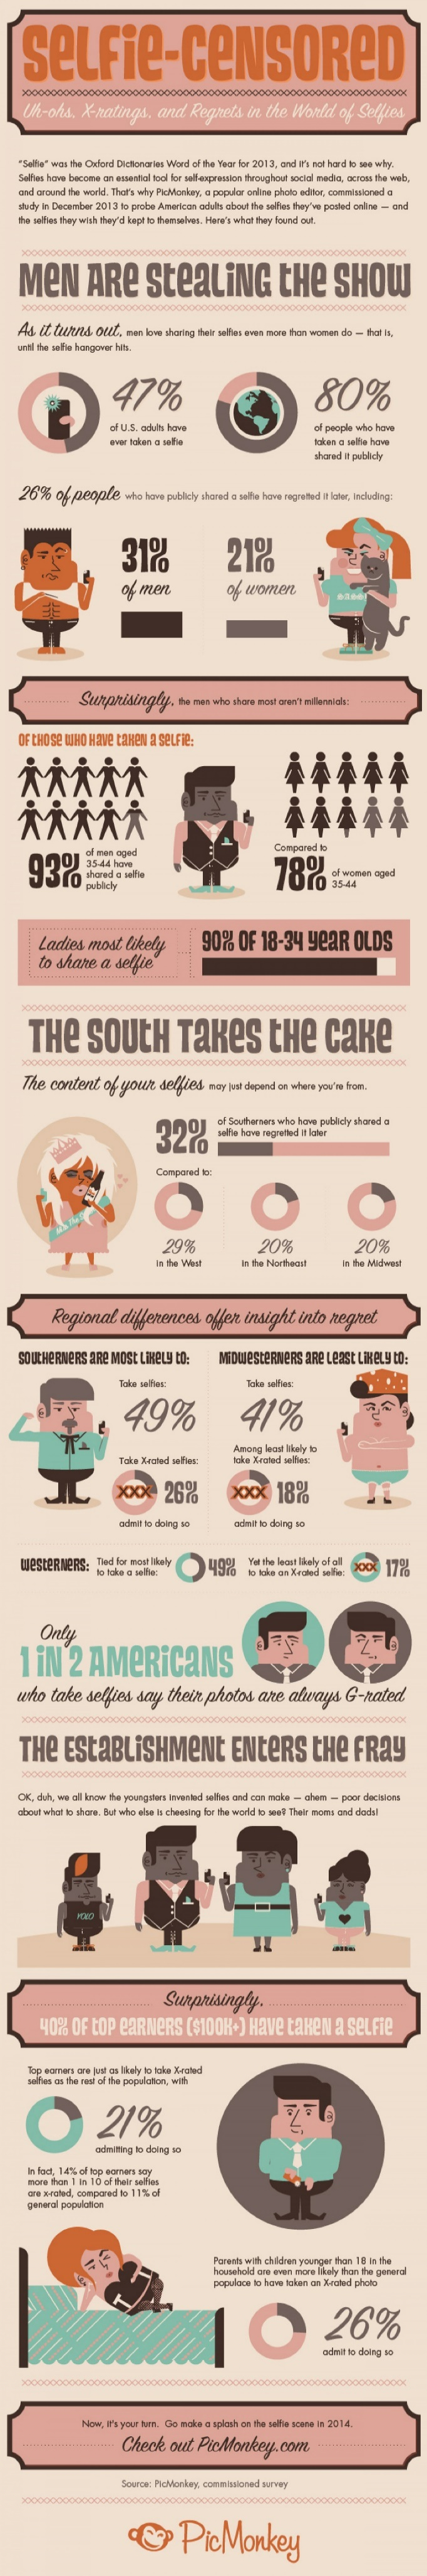 SELFIE-CENSORED
Uh-ohs, X-ratings, and Regrets in the World of Selfies
"Selfie" was the Oxford Dictionaries Word of the Year for 2013, and it's not hard to see why.
Selfies have become an essential tool for self-expression throughout social media, across the web,
and around the world. That's why PicMonkey, a popular online photo editor, commissioned a
study in December 2013 to probe American adults about the selfies they've posted online — and
the selfies they wish they'd kept to themselves. Here's what they found out.
MEN ARE STEALING THE SHOW
As it turns out, men love sharing their selfies even more than women do — that is,
until the selfie hangover hits.
47%
of U.S. adults have
ever taken a selfie
80%
of people who have
taken a selfie have
shared it publicly
26% of people who have publicly shared a selfie have regretted it later, including:
31%
of men
21%
of women
Surprisingly, the men who share most aren't millennials:
OF THOSE WHO HAVE TAKEN A SELFIE:
93%
of men aged
35-44 have
shared a selfie
publicly
Compared to
78%
of women aged
35-44
Ladies most likely
to share a selfie
90% OF 18-34 YEAR OLDS
THE SOUTH TAKES THE CAKE
The content of your selfies may just depend on where you're from.
32%
of Southerners who have publicly shared a
selfie have regretted it later
Compared to:
29%
in the West
20%
in the Northeast
20%
in the Midwest
Regional differences offer insight into regret
SOUTHERNERS ARE MOST LIKELY TO:
Take selfies:
49%
Take X-rated selfies:
XXX
26%
admit to doing so
MIDWESTERNERS ARE LEAST LIKELY TO:
Take selfies:
41%
Among least likely to
take X-rated selfies:
XXX
18%
admit to doing so
WESTERNERS:
Tied for most likely
to take a selfie:
49%
Yet the least likely of all
to take an X-rated selfie:
XXX
17%
Only
1 IN 2 AMERICANS
who take selfies say their photos are always G-rated
THE ESTABLISHMENT ENTERS THE FRAY
OK, duh, we all know the youngsters invented selfies and can make — ahem — poor decisions
about what to share. But who else is cheesing for the world to see? Their moms and dads!
YOLO
Surprisingly,
40% OF TOP EARNERS ($100K+) HAVE TAKEN A SELFIE
Top earners are just as likely to take X-rated
selfies as the rest of the population, with
21%
admitting to doing so
In fact, 14% of top earners say
more than 1 in 10 of their selfies
are x-rated, compared to 11% of
general population
Parents with children younger than 18 in the
household are even more likely than the general
populace to have taken an X-rated photo
26%
admit to doing so
Now, it's your turn. Go make a splash on the selfie scene in 2014.
Check out PicMonkey.com
Source: PicMonkey, commissioned survey
PicMonkey